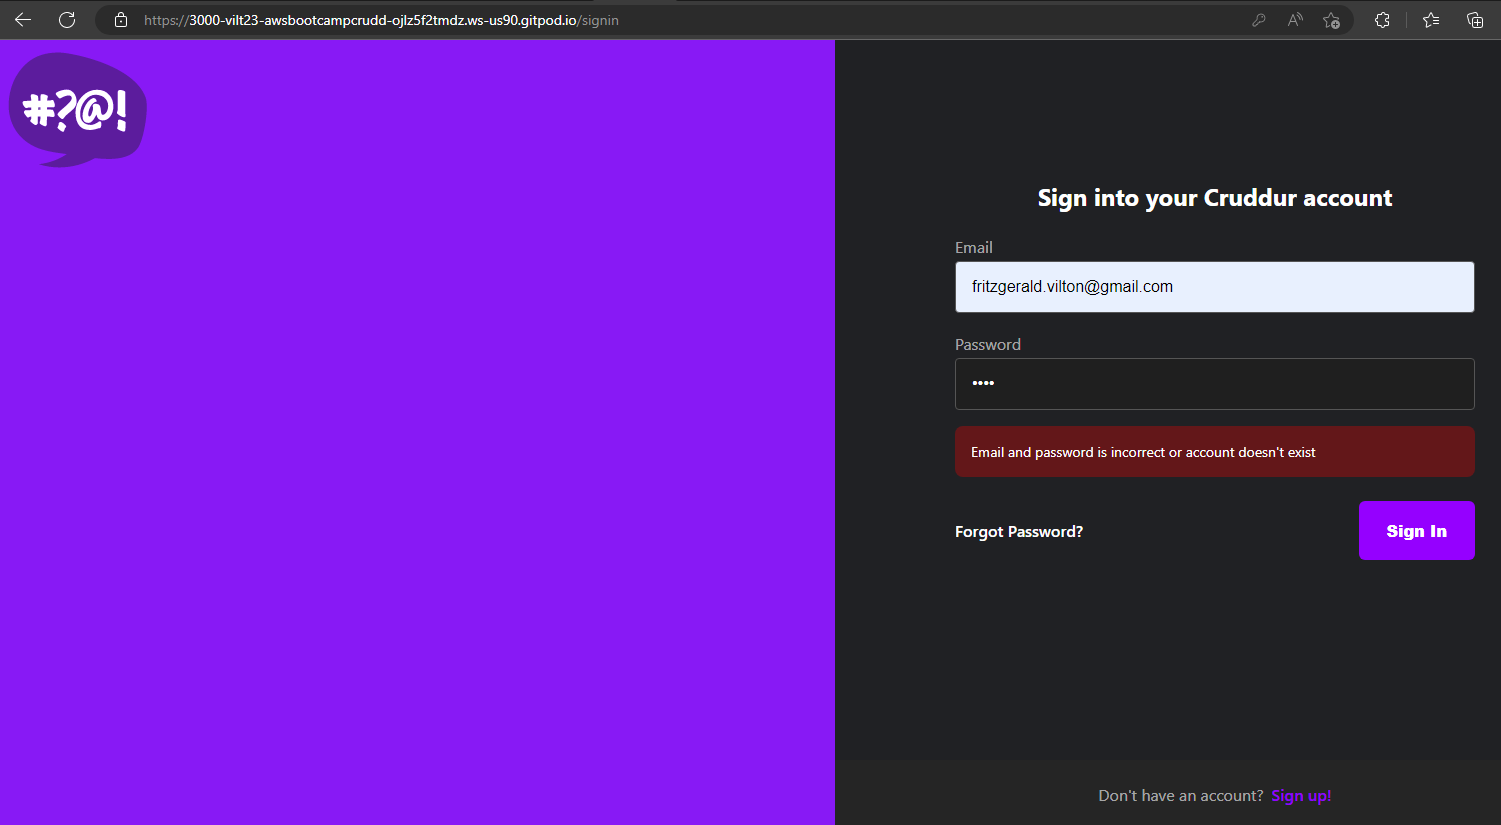 https://3000-vilt23-awsbootcampcrudd-ojlz5f2tmdz.ws-us90.gitpod.io/signin
#?@!
Sign into your Cruddur account
Email
fritzgerald.vilton@gmail.com
Password
••••
Email and password is incorrect or account doesn't exist
Forgot Password?
Sign In
Don't have an account? Sign up!